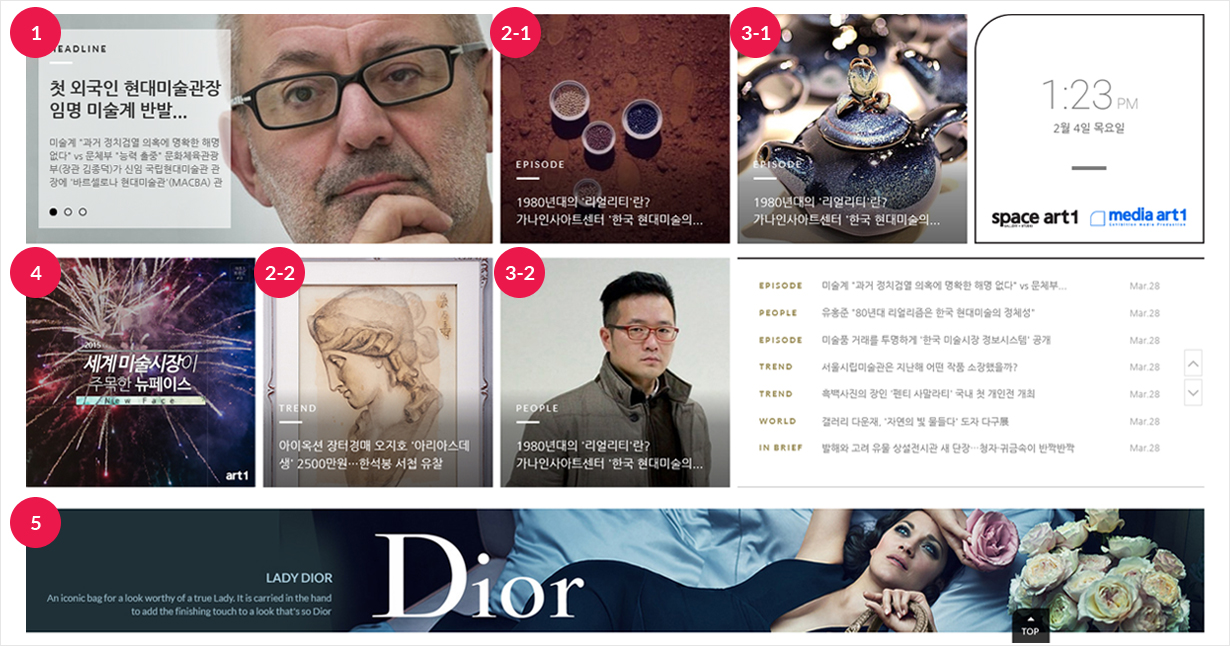 1
HEADLINE
첫 외국인 현대미술관장
임명 미술계 반발...
미술계 "과거 정치검열 의혹에 명확한 해명
없다" vs 문체부 "능력 출중" 문화체육관광
부(장관 김종덕)가 신임 국립현대미술관 관
장에 '바르셀로나 현대미술관'(MACBA) 관
2-1
EPISODE
1980년대의 '리얼리티'란?
가나인사아트센터 '한국 현대미술의...
3-1
EPISODE
1980년대의 '리얼리티'란?
가나인사아트센터 '한국 현대미술의...
1:23 PM
2월 4일 목요일
space art1
media art1
4
2015
세계 미술시장이
주목한 뉴페이스
New Face
art1
2-2
TREND
아이옥션 장터경매 오지호 '아리아스데
생' 2500만원…한석봉 서첩 유찰
3-2
PEOPLE
1980년대의 '리얼리티'란?
가나인사아트센터 '한국 현대미술의...
EPISODE 미술계 "과거 정치검열 의혹에 명확한 해명 없다" vs 문체부... Mar.28
PEOPLE 유홍준 "80년대 리얼리즘은 한국 현대미술의 정체성" Mar.28
EPISODE 미술품 거래를 투명하게 '한국 미술시장 정보시스템' 공개 Mar.28
TREND 서울시립미술관은 지난해 어떤 작품 소장했을까? Mar.28
TREND 흑백사진의 장인 '펜티 사말라티' 국내 첫 개인전 개최 Mar.28
WORLD 갤러리 다운재, '자연의 빛 물들다' 도자 다구展 Mar.28
IN BRIEF 발해와 고려 유물 상설전시관 새 단장…청자·귀금속이 반짝반짝 Mar.28
5
LADY DIOR
An iconic bag for a look worthy of a true Lady. It is carried in the hand
to add the finishing touch to a look that's so Dior
Dior
TOP